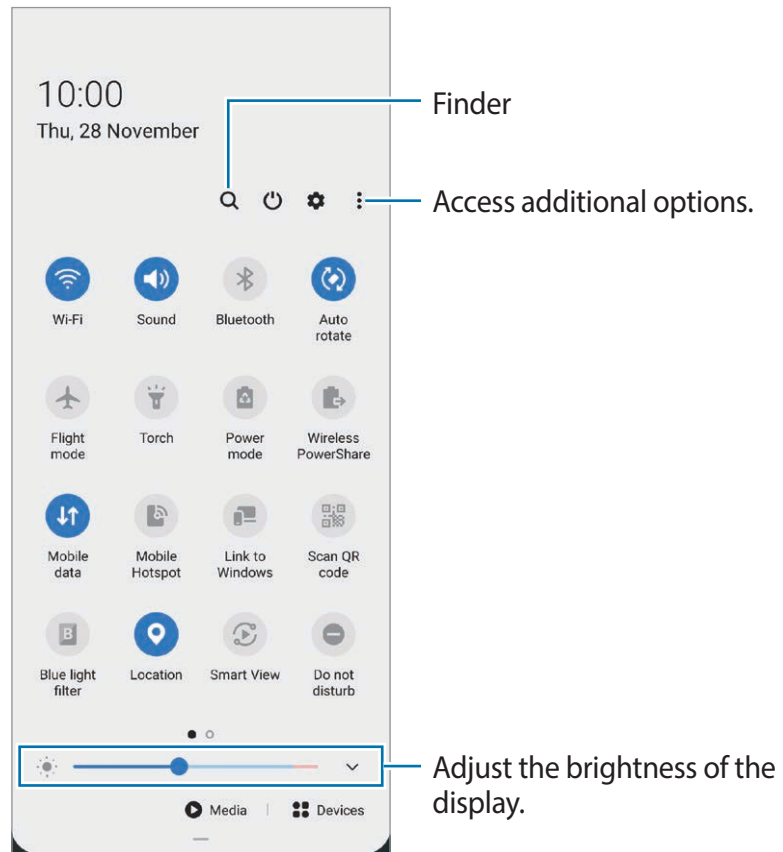 10:00
Thu, 28 November
Finder
Access additional options.
Wi-Fi Sound Bluetooth Auto
rotate
Flight Torch Power Wireless
mode mode PowerShare
Mobile Mobile Link to Scan QR
data Hotspot Windows code
B
Blue light Location Smart View Do not
filter disturb
Adjust the brightness of the
display.
Media | Devices